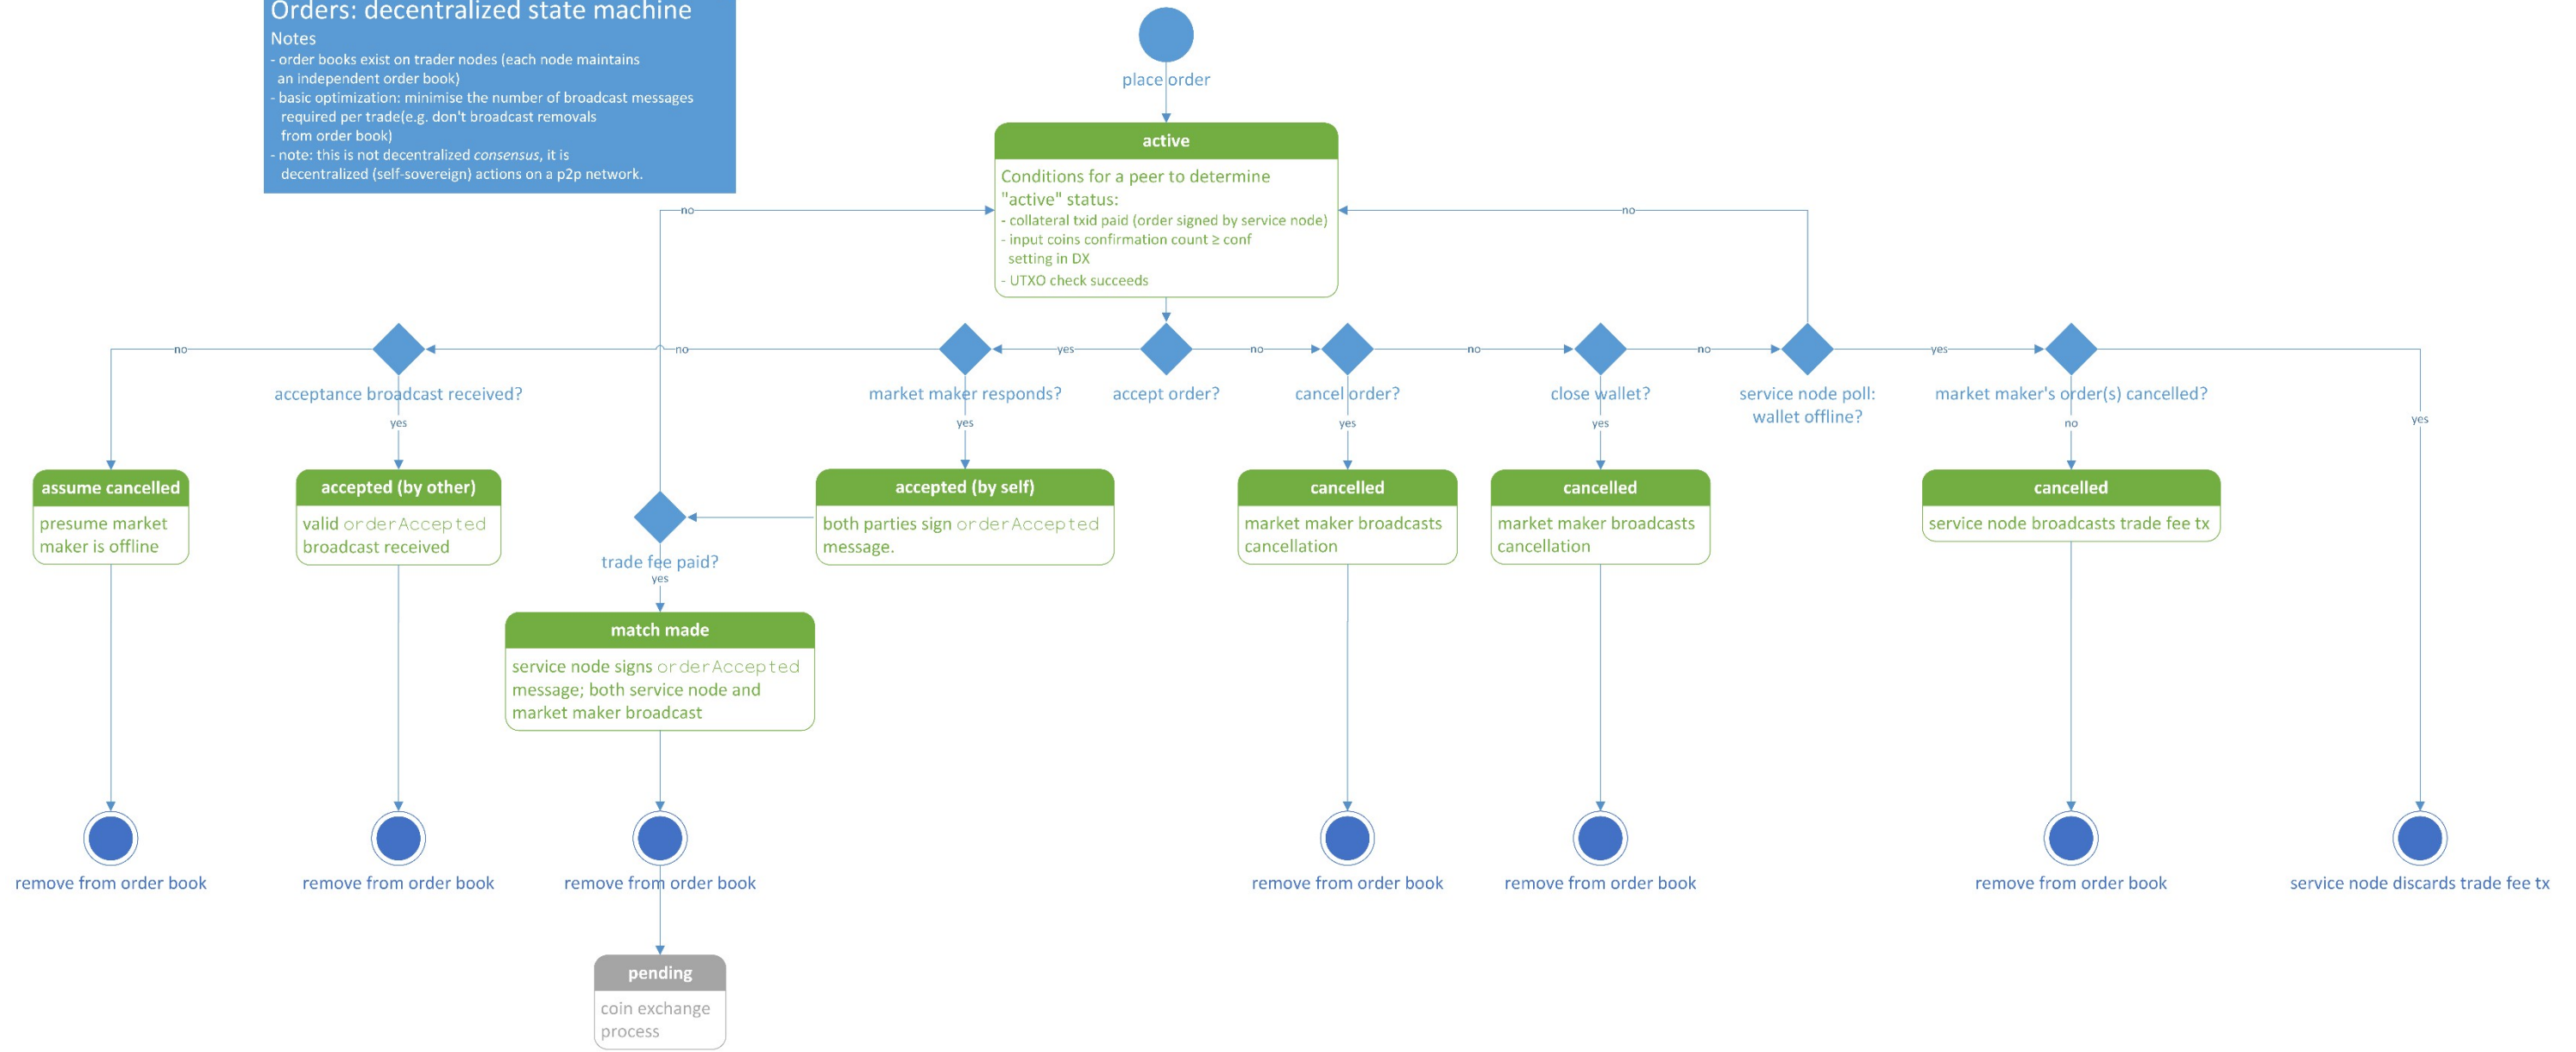 Orders: decentralized state machine
Notes
- order books exist on trader nodes (each node maintains
an independent order book)
- basic optimization: minimise the number of broadcast messages
required per trade(e.g. don't broadcast removals
from order book)
- note: this is not decentralized consensus, it is
decentralized (self-sovereign) actions on a p2p network.
place order
active
Conditions for a peer to determine
"active" status:
- collateral txid paid (order signed by service node)
- input coins confirmation count ≥ conf
setting in DX
- UTXO check succeeds
no
no
no
no
yes
no
no
no
yes
acceptance broadcast received?
market maker responds?
accept order?
cancel order?
close wallet?
service node poll:
wallet offline?
market maker's order(s) cancelled?
yes
yes
yes
yes
no
yes
assume cancelled
presume market
maker is offline
accepted (by other)
valid orderAccepted
broadcast received
accepted (by self)
both parties sign orderAccepted
message.
cancelled
market maker broadcasts
cancellation
cancelled
market maker broadcasts
cancellation
cancelled
service node broadcasts trade fee tx
trade fee paid?
yes
match made
service node signs orderAccepted
message; both service node and
market maker broadcast
remove from order book
remove from order book
remove from order book
remove from order book
remove from order book
remove from order book
service node discards trade fee tx
pending
coin exchange
process